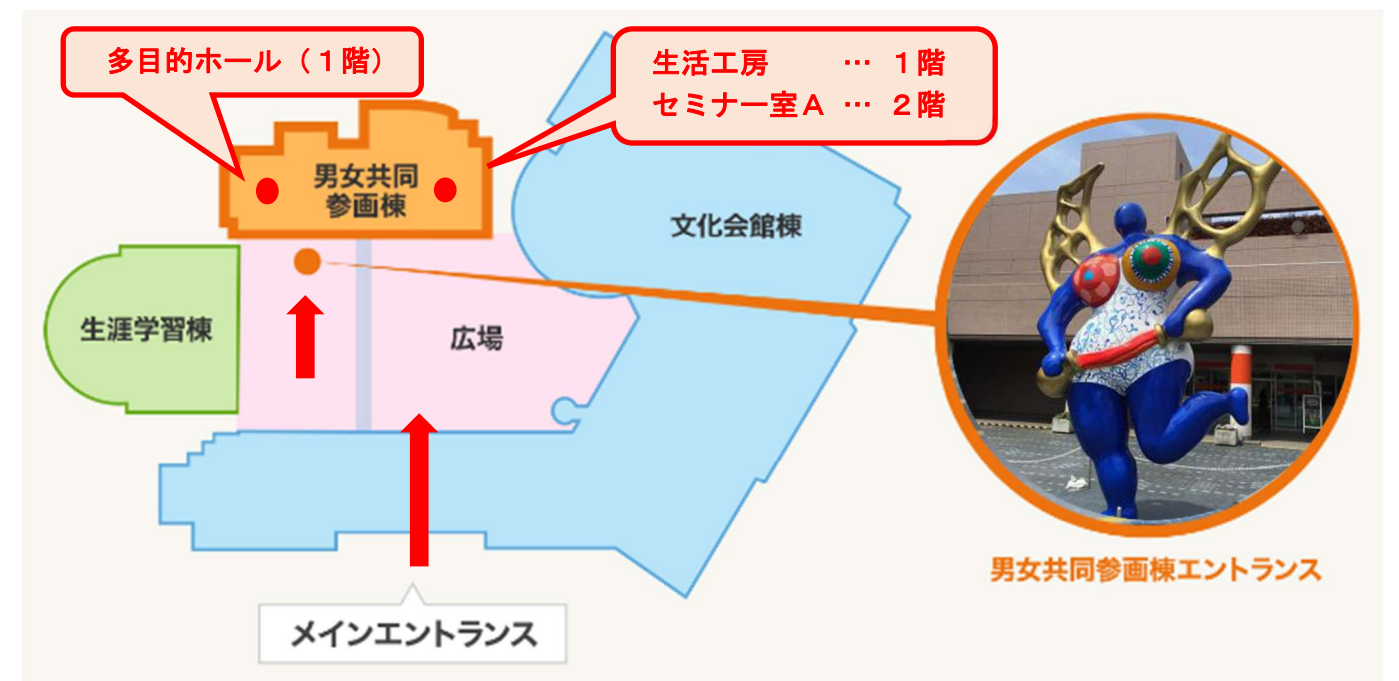 多目的ホール（１階）
生活工房　　　… １階
セミナー室Ａ … ２階
男女共同
参画棟
文化会館棟
生涯学習棟
広場
男女共同参画棟エントランス
メインエントランス